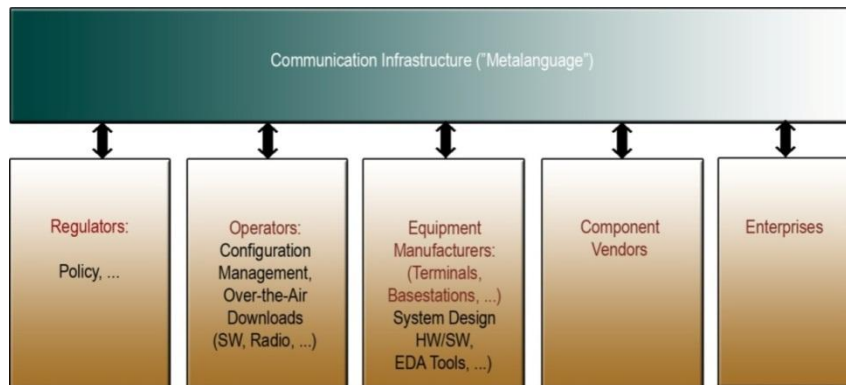 Communication Infrastructure ("Metalanguage")
Regulators:
Policy, ...
Operators:
Configuration
Management,
Over-the-Air
Downloads
(SW, Radio, ...)
Equipment
Manufacturers:
(Terminals,
Basestations, ...)
System Design
HW/SW,
EDA Tools, ...)
Component
Vendors
Enterprises